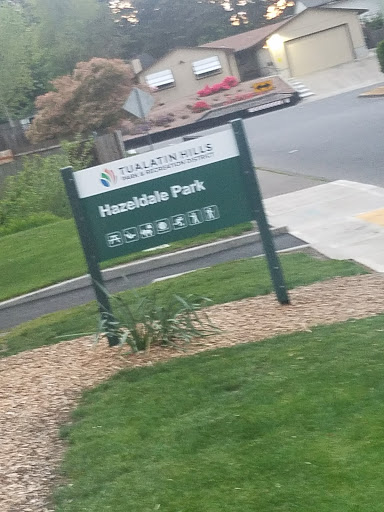 TUALATIN HILLS
PARK & RECREATION DISTRICT
Hazeldale Park